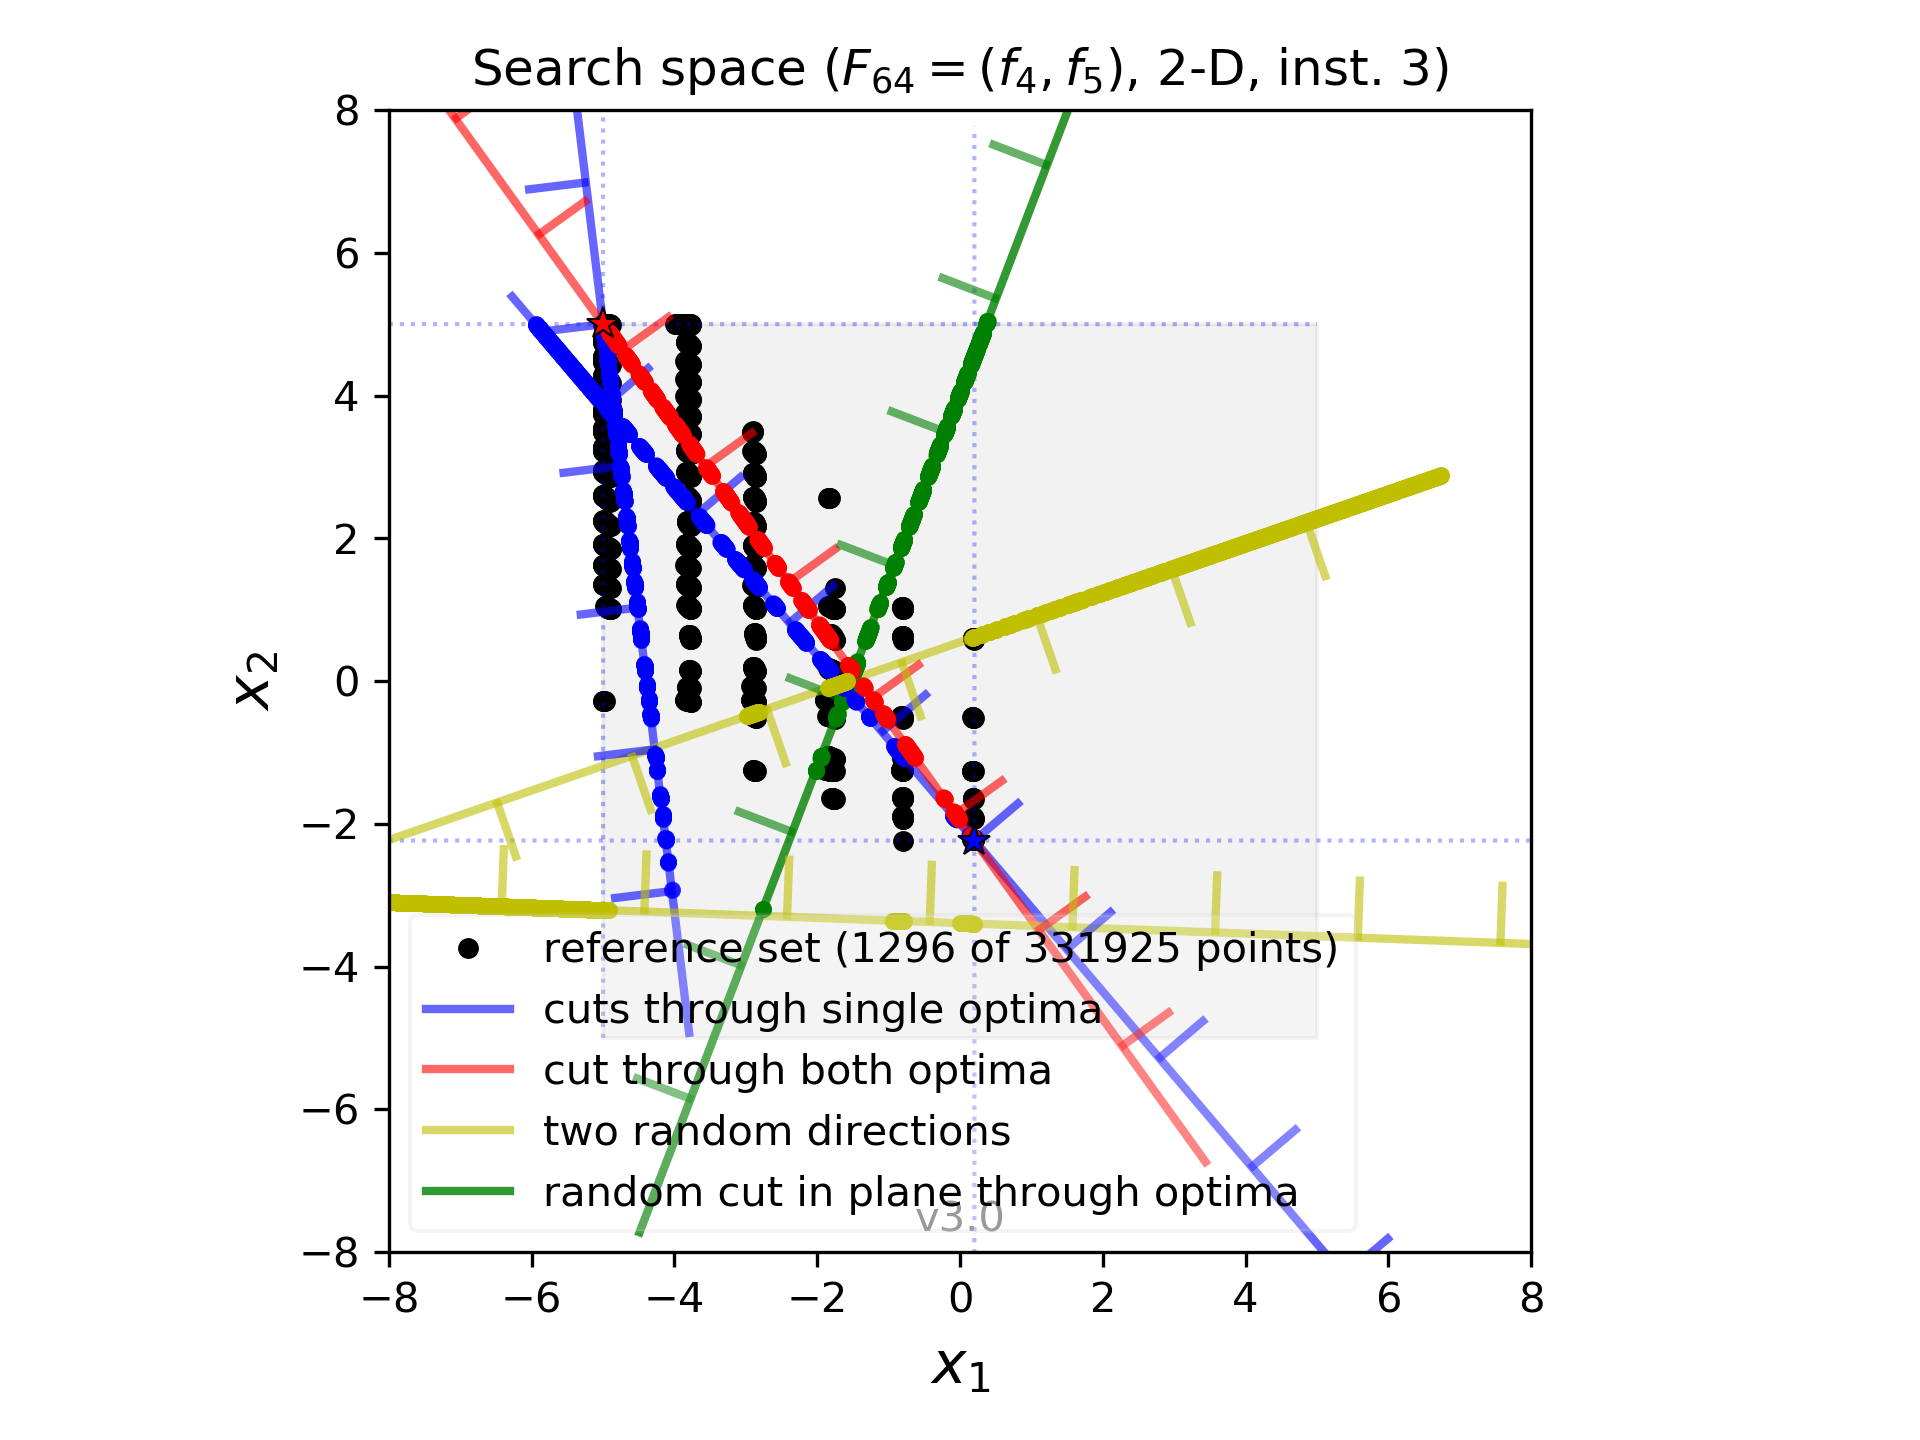 Search space (F64 = (f4, f5), 2-D, inst. 3)
8
6
4
2
0
−2
−4
−6
−8
x2
reference set (1296 of 331925 points)
cuts through single optima
cut through both optima
two random directions
random cut in plane through optima
v3.0
−8 −6 −4 −2 0 2 4 6 8
x1